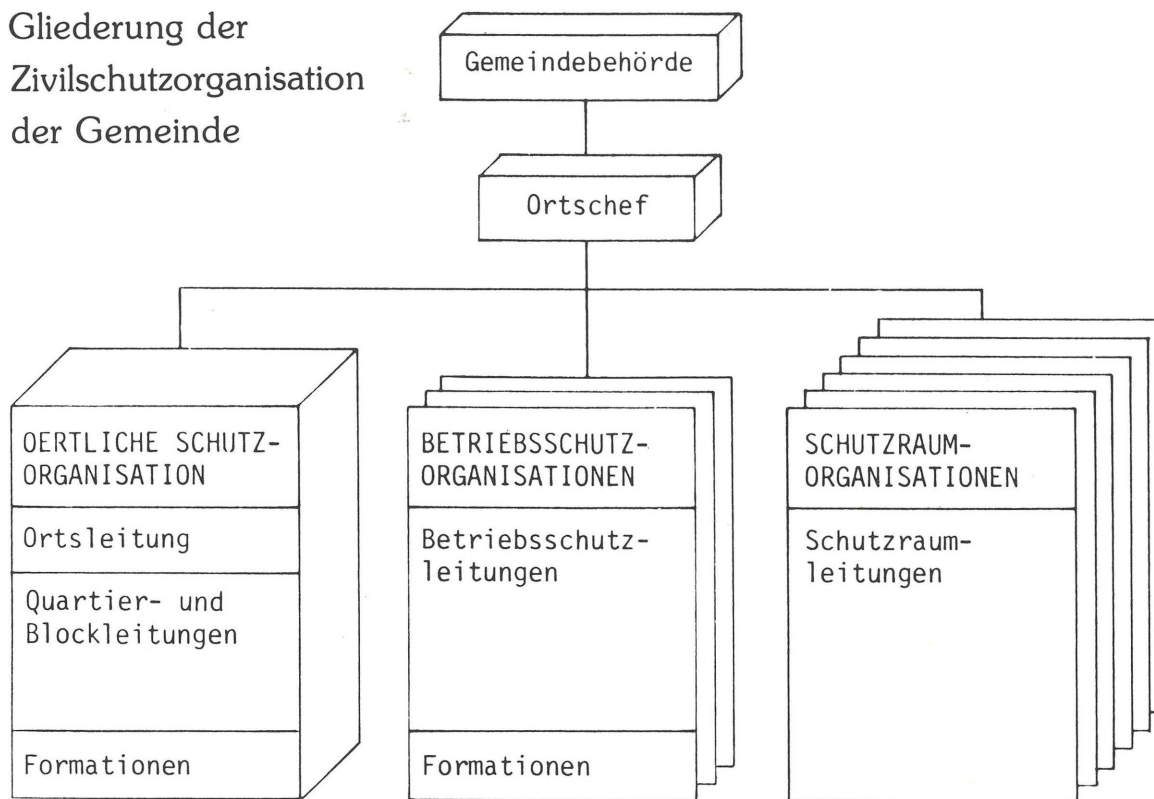 Gliederung der
Zivilschutzorganisation
der Gemeinde
Gemeindebehörde
Ortschef
OERTLICHE SCHUTZ-
ORGANISATION
Ortsleitung
Quartier- und
Blockleitungen
Formationen
BETRIEBSSCHUTZ-
ORGANISATIONEN
Betriebsschutz-
leitungen
Formationen
SCHUTZRAUM-
ORGANISATIONEN
Schutzraum-
leitungen